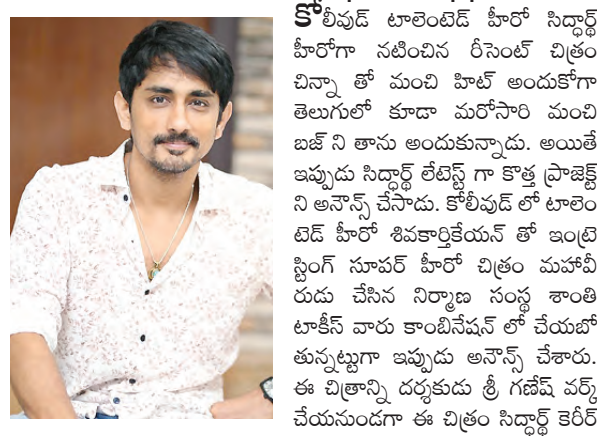 కోలీవుడ్ టాలెంటెడ్ హీరో సిద్ధార్థ్
హీరోగా నటించిన రీసెంట్ చిత్రం
చిన్నా తో మంచి హిట్ అందుకోగా
తెలుగులో కూడా మరోసారి మంచి
బజ్ ని తాను అందుకున్నాడు. అయితే
ఇప్పుడు సిద్ధార్థ్ లేటెస్ట్ గా కొత్త ప్రాజెక్ట్
ని అనౌన్స్ చేసాడు. కోలీవుడ్ లో టాలెం
టెడ్ హీరో శివకార్తికేయన్ తో ఇంట్రె
స్టింగ్ సూపర్ హీరో చిత్రం మహావీ
రుడు చేసిన నిర్మాణ సంస్థ శాంతి
టాకీస్ వారు కాంబినేషన్ లో చేయబో
తున్నట్టుగా ఇప్పుడు అనౌన్స్ చేశారు.
ఈ చిత్రాన్ని దర్శకుడు శ్రీ గణేష్ వర్క్
చేయనుండగా ఈ చిత్రం సిద్ధార్థ్ కెరీర్